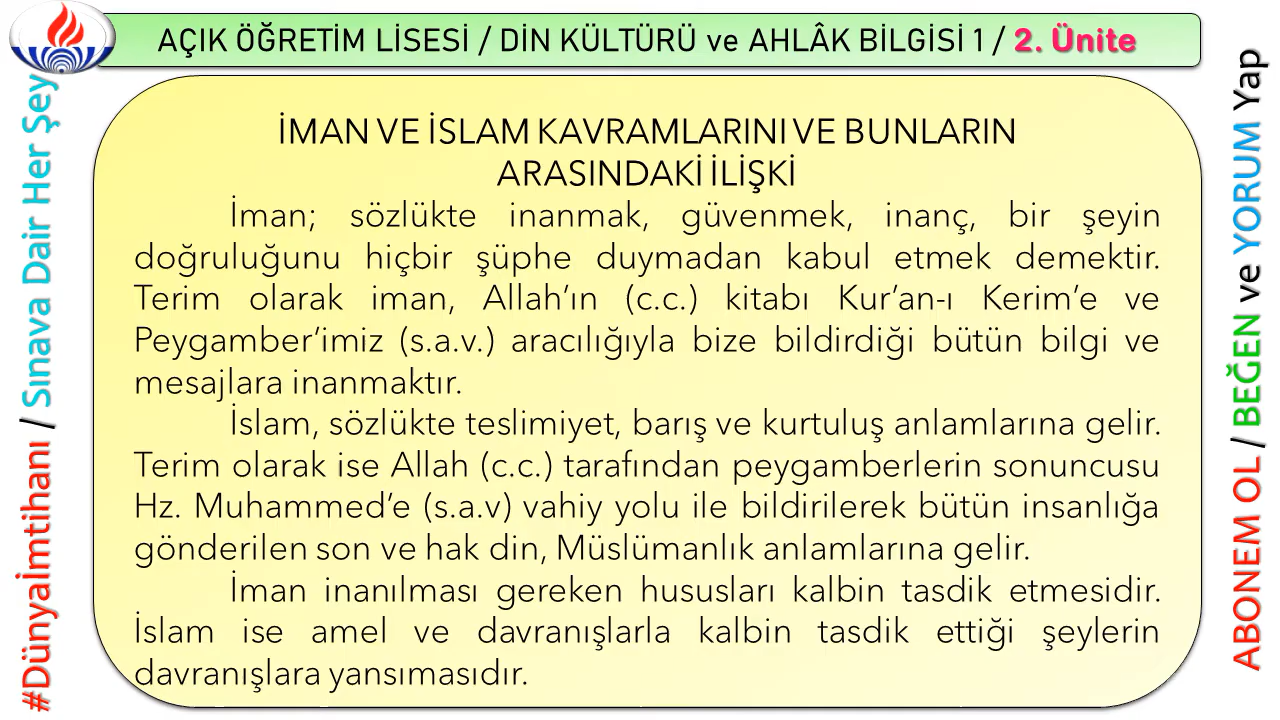 AÇIK ÖĞRETİM LİSESİ / DİN KÜLTÜRÜ ve AHLÂK BİLGİSİ 1 / 2. Ünite
#Dünyaİmtihanı / Sınava Dair Her Şey
İMAN VE İSLAM KAVRAMLARINI VE BUNLARIN
ARASINDAKİ İLİŞKİ
İman; sözlükte inanmak, güvenmek, inanç, bir şeyin
doğruluğunu hiçbir şüphe duymadan kabul etmek demektir.
Terim olarak iman, Allah’ın (c.c.) kitabı Kur’an-ı Kerim’e ve
Peygamber’imiz (s.a.v.) aracılığıyla bize bildirdiği bütün bilgi ve
mesajlara inanmaktır.
İslam, sözlükte teslimiyet, barış ve kurtuluş anlamlarına gelir.
Terim olarak ise Allah (c.c.) tarafından peygamberlerin sonuncusu
Hz. Muhammed’e (s.a.v) vahiy yolu ile bildirilerek bütün insanlığa
gönderilen son ve hak din, Müslümanlık anlamlarına gelir.
İman inanılması gereken hususları kalbin tasdik etmesidir.
İslam ise amel ve davranışlarla kalbin tasdik ettiği şeylerin
davranışlara yansımasıdır.
ABONEM OL / BEĞEN ve YORUM Yap